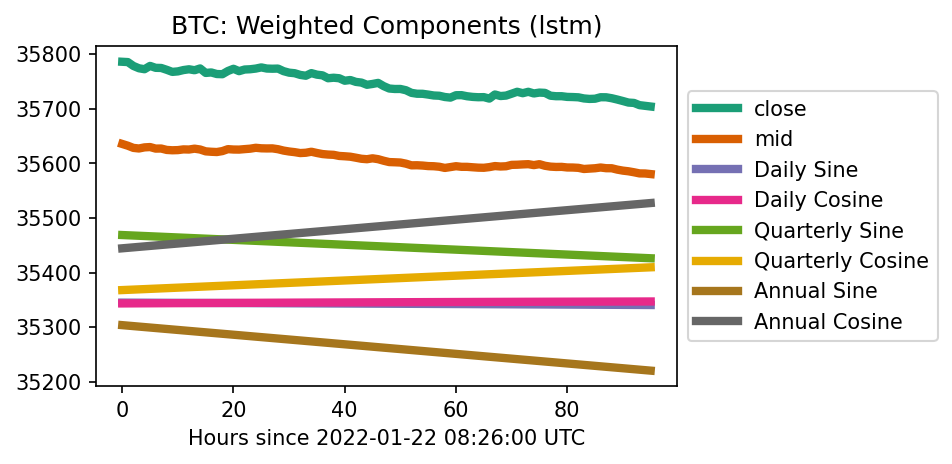 BTC: Weighted Components (lstm)
35800
35700
35600
35500
35400
35300
35200
0 20 40 60 80
Hours since 2022-01-22 08:26:00 UTC
close
mid
Daily Sine
Daily Cosine
Quarterly Sine
Quarterly Cosine
Annual Sine
Annual Cosine